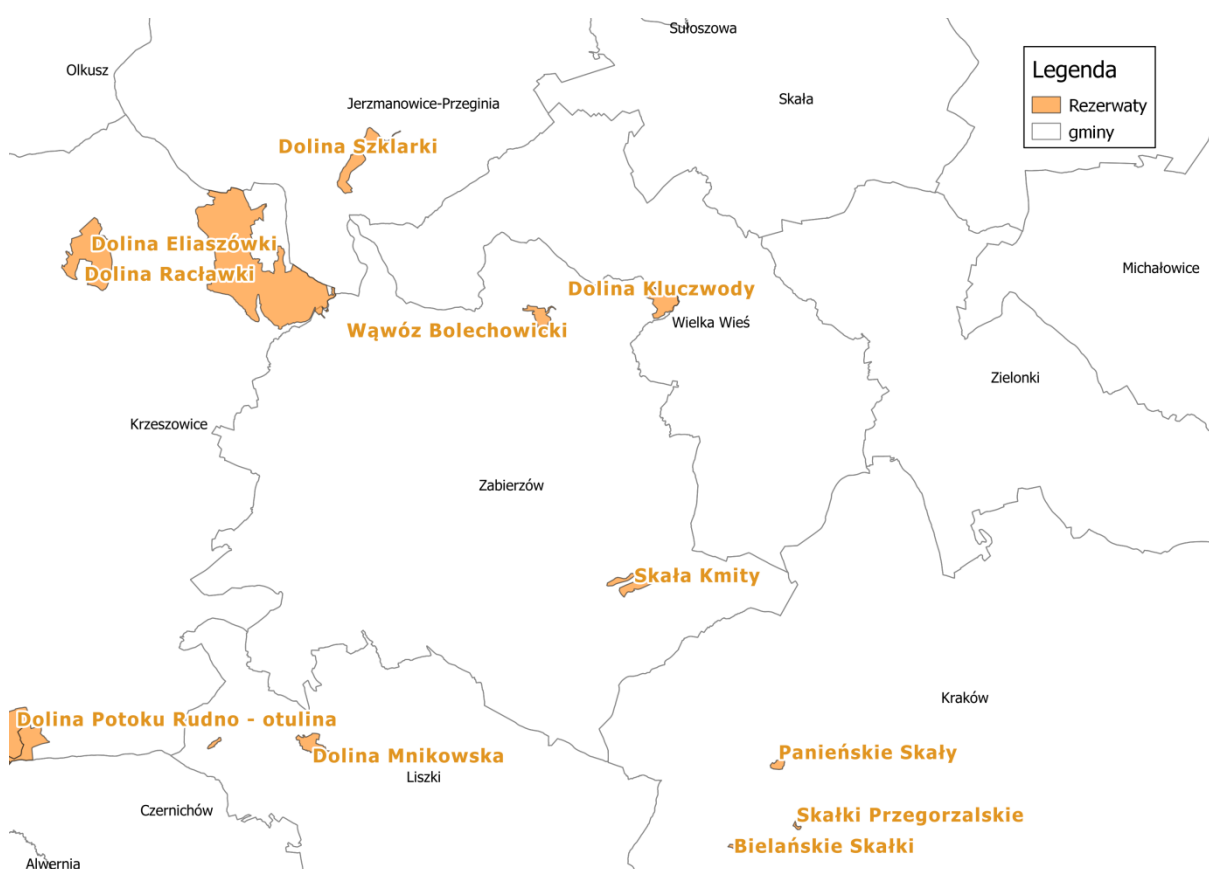 Sułoszowa
Olkusz
Legenda
Rezerwaty
gminy
Skała
Jerzmanowice-Przeginia
Dolina Szklarki
Dolina Eliaszówki
Dolina Racławki
Michałowice
Dolina Kluczwody
Wąwóz Bolechowicki
Wielka Wieś
Zielonki
Krzeszowice
Zabierzów
Skała Kmity
Kraków
Dolina Potoku Rudno - otulina
Dolina Mnikowska
Panieńskie Skały
Liszki
Czernichów
Skałki Przegorzalskie
Bielańskie Skałki
Alwernia